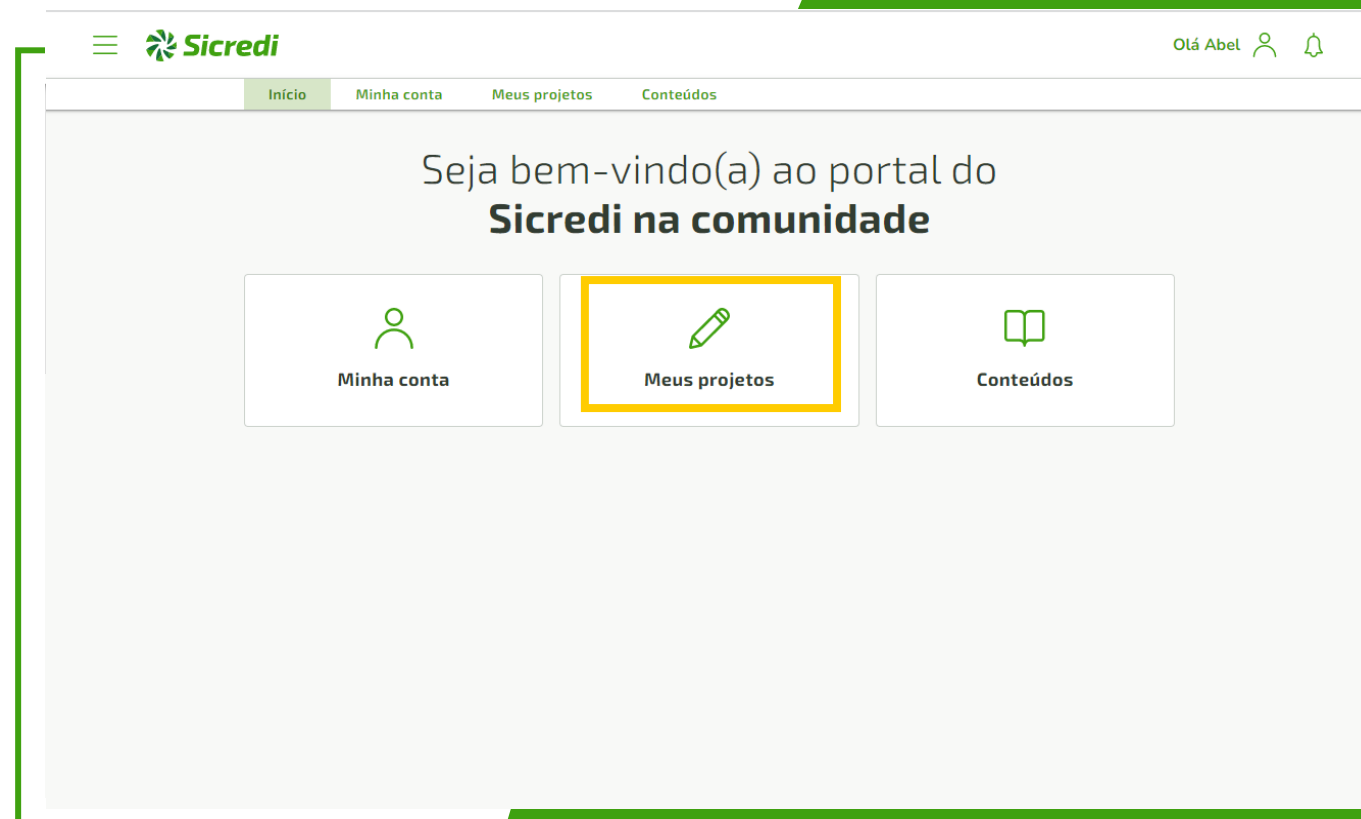 Sicredi
Olá Abel
Início Minha conta Meus projetos Conteúdos
Seja bem-vindo(a) ao portal do
Sicredi na comunidade
Minha conta Meus projetos Conteúdos